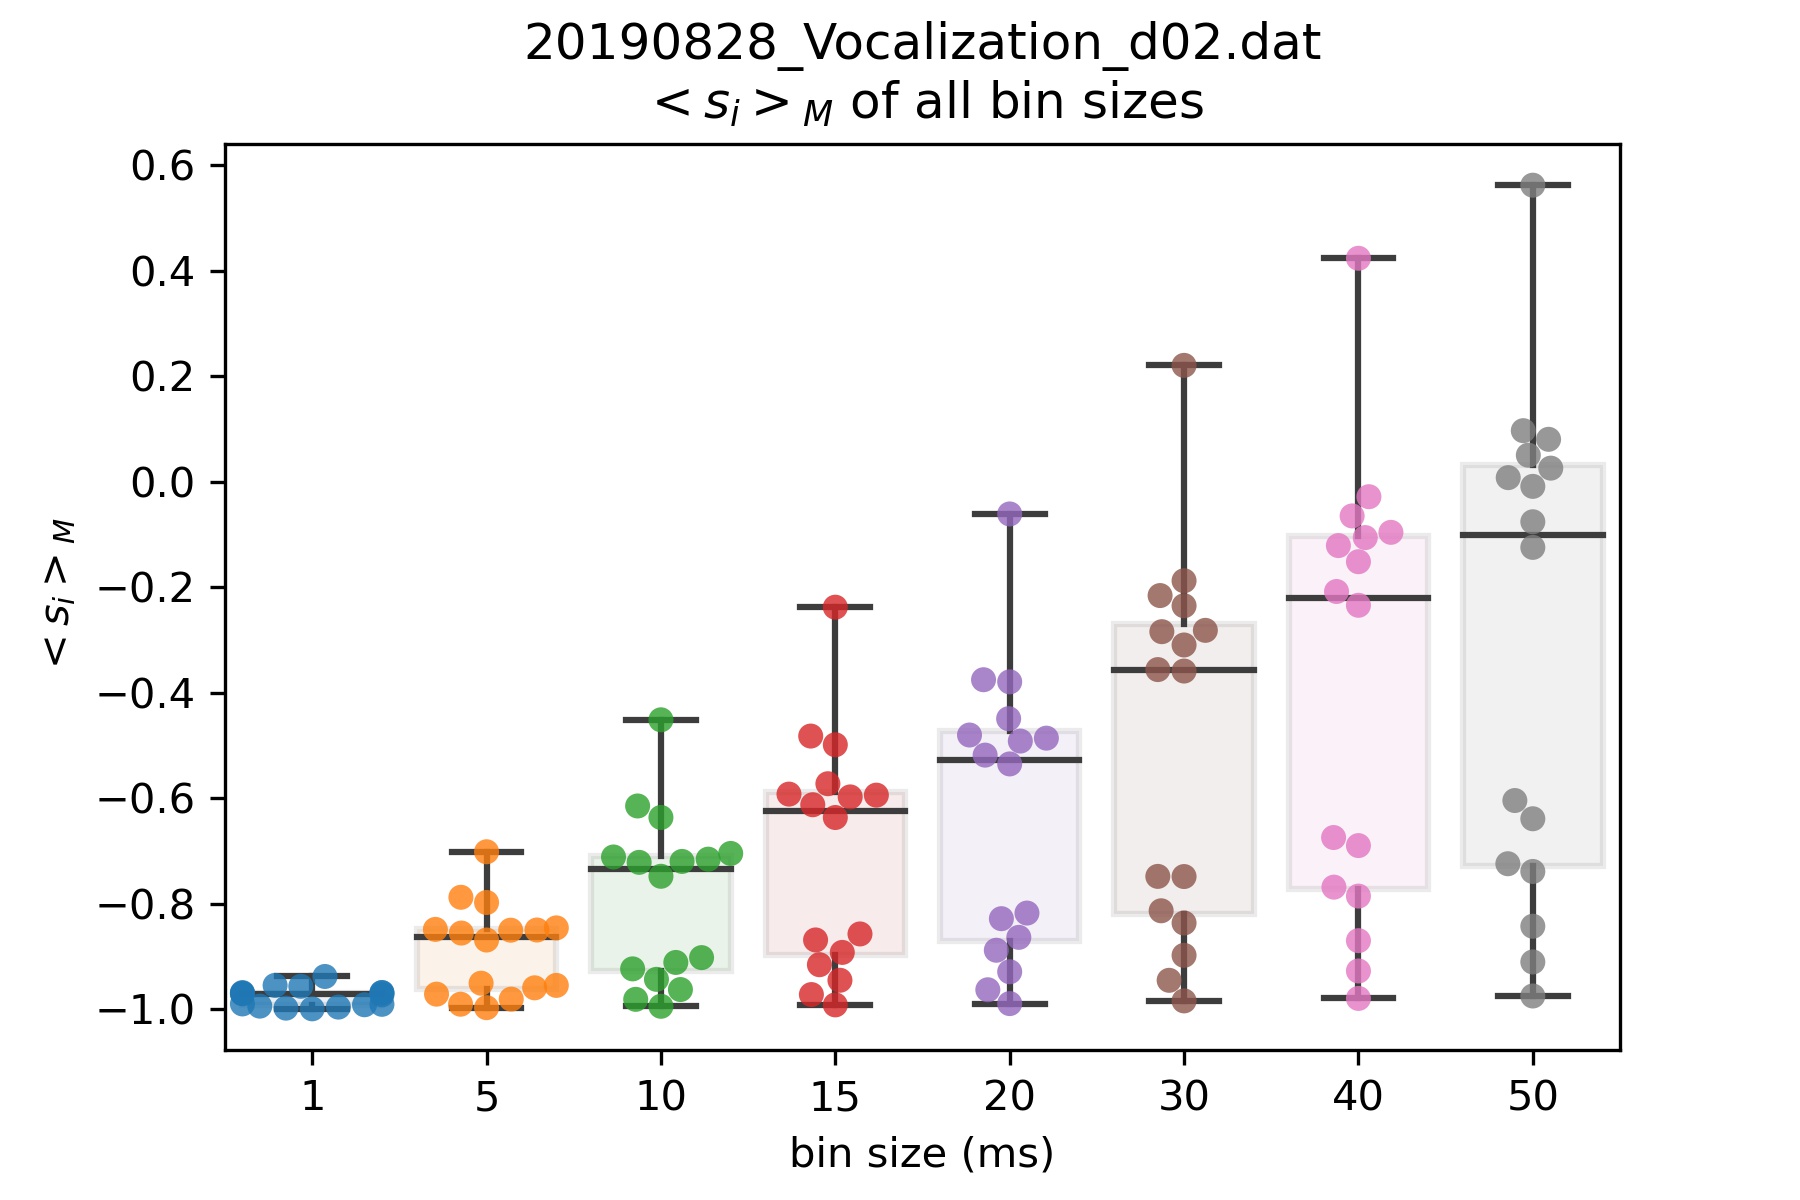 20190828_Vocalization_d02.dat
< s_i >_M of all bin sizes
0.6
0.4
0.2
0.0
−0.2
−0.4
−0.6
−0.8
−1.0
< s_i >_M
1 5 10 15 20 30 40 50
bin size (ms)